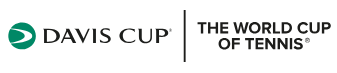 DAVIS CUP®
THE WORLD CUP
OF TENNIS®